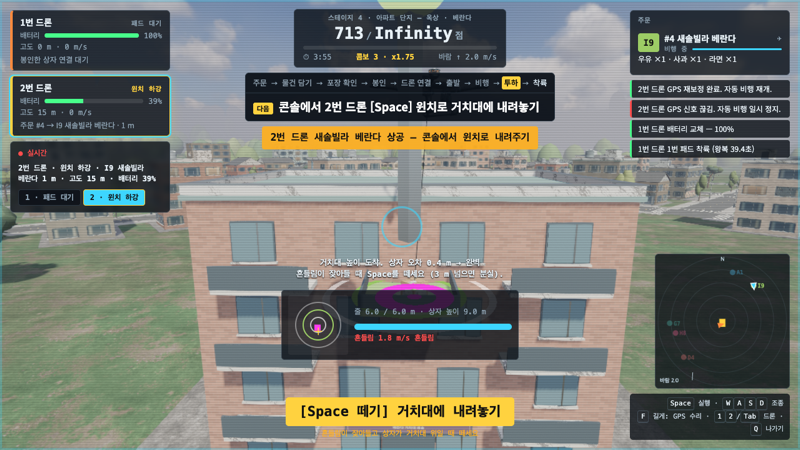 1번 드론
패드 대기
배터리 100%
고도 0 m · 0 m/s
봉인한 상자 연결 대기
2번 드론
윈치 하강
배터리 39%
고도 15 m · 0 m/s
주문 #4 → I9 새솔빌라 베란다 · 1 m
● 실시간
2번 드론 · 윈치 하강 · I9 새솔빌라
베란다 1 m · 고도 15 m · 배터리 39%
1 · 패드 대기
2 · 윈치 하강
스테이지 4 · 아파트 단지 — 옥상 · 베란다
713 / Infinity 점
⏱ 3:55
콤보 3 · x1.75
바람 ↑ 2.0 m/s
주문 → 물건 담기 → 포장 확인 → 봉인 → 드론 연결 → 출발 → 비행 → 투하 → 착륙
다음 콘솔에서 2번 드론 [Space] 윈치로 거치대에 내려놓기
2번 드론 새솔빌라 베란다 상공 — 콘솔에서 윈치로 내려주기
거치대 높이 도착. 상자 오차 0.4 m → 완벽.
흔들림이 잦아들 때 Space를 떼세요 (3 m 넘으면 분실).
줄 6.0 / 6.0 m · 상자 높이 9.0 m
흔들림 1.8 m/s 흔들림
[Space 떼기] 거치대에 내려놓기
주문
I9
#4 새솔빌라 베란다
비행 중
우유 ×1 · 사과 ×1 · 라면 ×1
2번 드론 GPS 재보정 완료. 자동 비행 재개.
2번 드론 GPS 신호 끊김. 자동 비행 일시 정지.
1번 드론 배터리 교체 — 100%
1번 드론 1번 패드 착륙 (왕복 39.4초)
N
I9
바람 2.0
Space 실행 · W A S D 조종
F 길게: GPS 수리 · 1 2 / Tab 드론 ·
Q 나가기